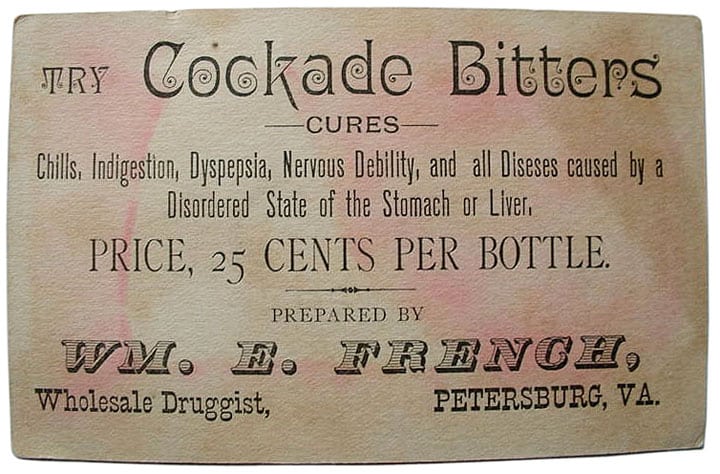 TRY Cockade Bitters
CURES
Chills, Indigestion, Dyspepsia, Nervous Debility, and all Diseses caused by a
Disordered State of the Stomach or Liver.
PRICE, 25 CENTS PER BOTTLE.
PREPARED BY
WM. E. FRENCH,
Wholesale Druggist, PETERSBURG, VA.